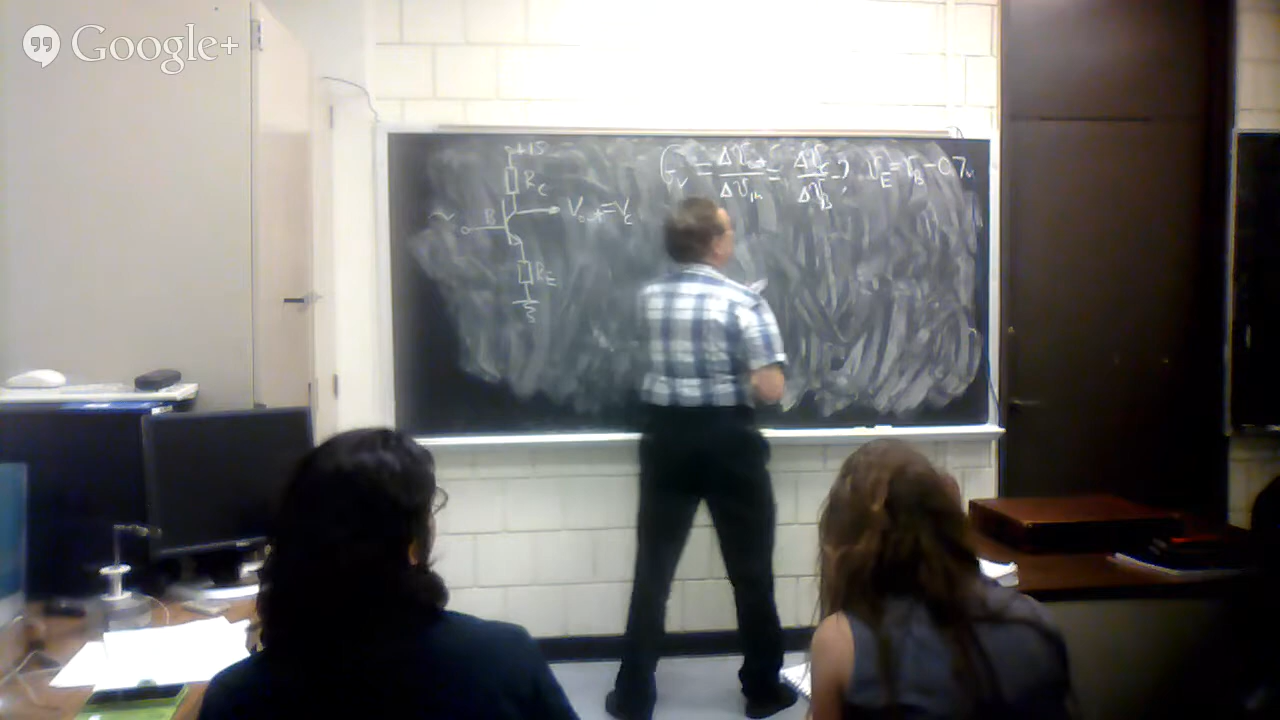 Google+
+15
R_C
B
V_out = V_C
R_E
G_v = ΔV_out / ΔV_in = ΔV_C / ΔV_B = ?
V_E = V_B - 0.7v